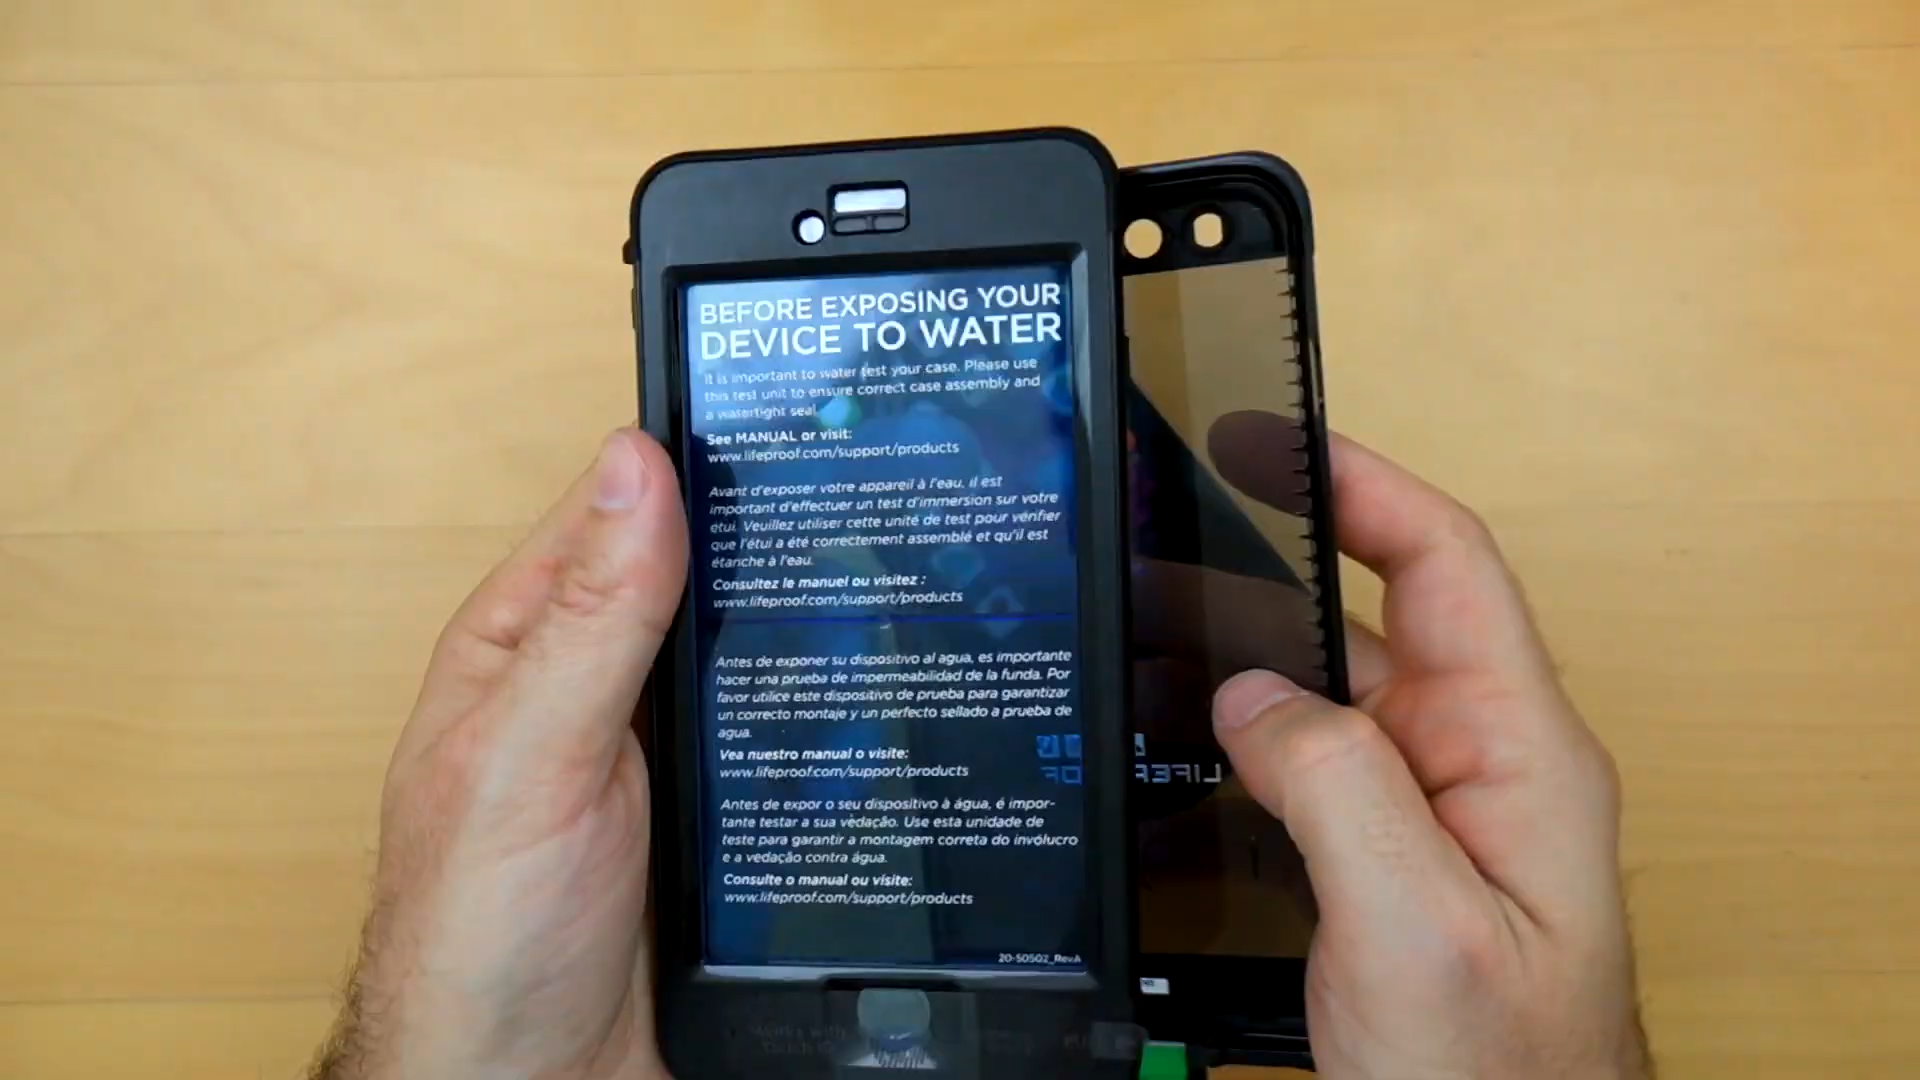 BEFORE EXPOSING YOUR
DEVICE TO WATER
It is important to water test your case. Please use
this test unit to ensure correct case assembly and
a watertight seal.
See MANUAL or visit:
www.lifeproof.com/support/products
Avant d'exposer votre appareil à l'eau, il est
important d'effectuer un test d'immersion sur votre
étui. Veuillez utiliser cette unité de test pour vérifier
que l'étui a été correctement assemblé et qu'il est
étanche à l'eau.
Consultez le manuel ou visitez :
www.lifeproof.com/support/products
Antes de exponer su dispositivo al agua, es importante
hacer una prueba de impermeabilidad de la funda. Por
favor utilice este dispositivo de prueba para garantizar
un correcto montaje y un perfecto sellado a prueba de
agua.
Vea nuestro manual o visite:
www.lifeproof.com/support/products
Antes de expor o seu dispositivo à água, é impor-
tante testar a sua vedação. Use esta unidade de
teste para garantir a montagem correta do invólucro
e a vedação contra água.
Consulte o manual ou visite:
www.lifeproof.com/support/products
20-50502_RevA
Works with
Touch ID
LIFEP